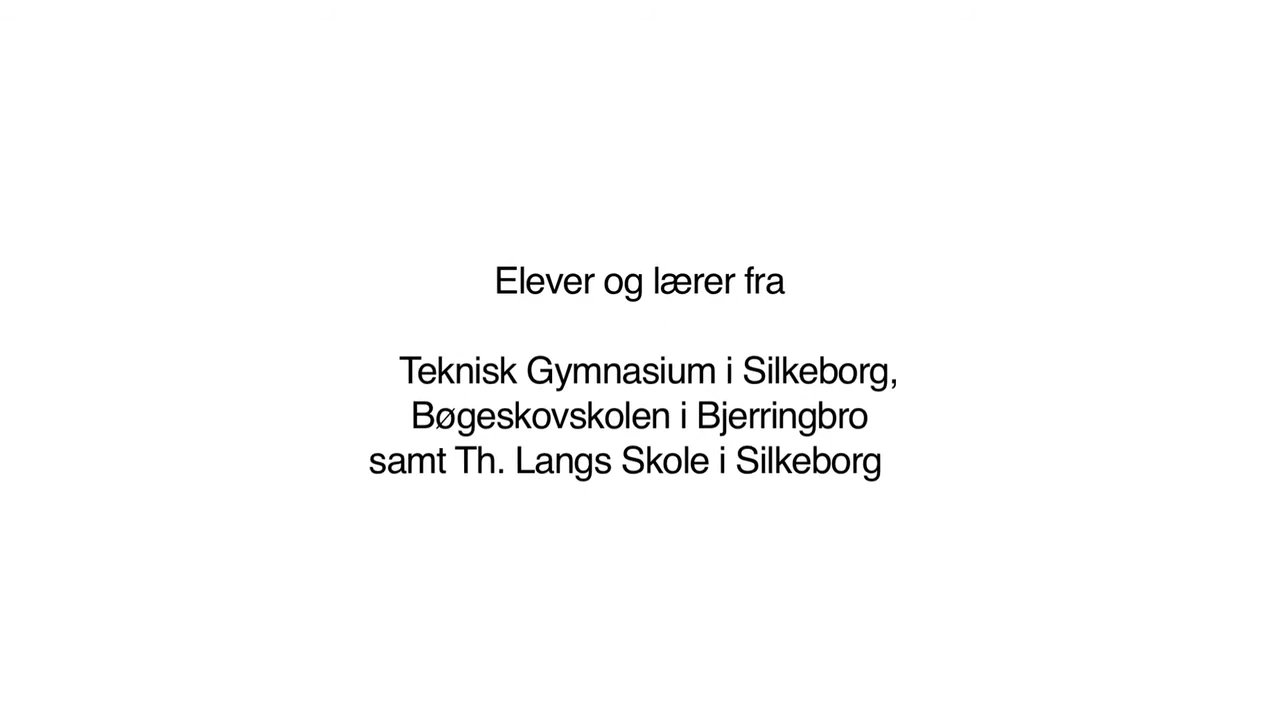 Elever og lærer fra
Teknisk Gymnasium i Silkeborg,
Bøgeskovskolen i Bjerringbro
samt Th. Langs Skole i Silkeborg